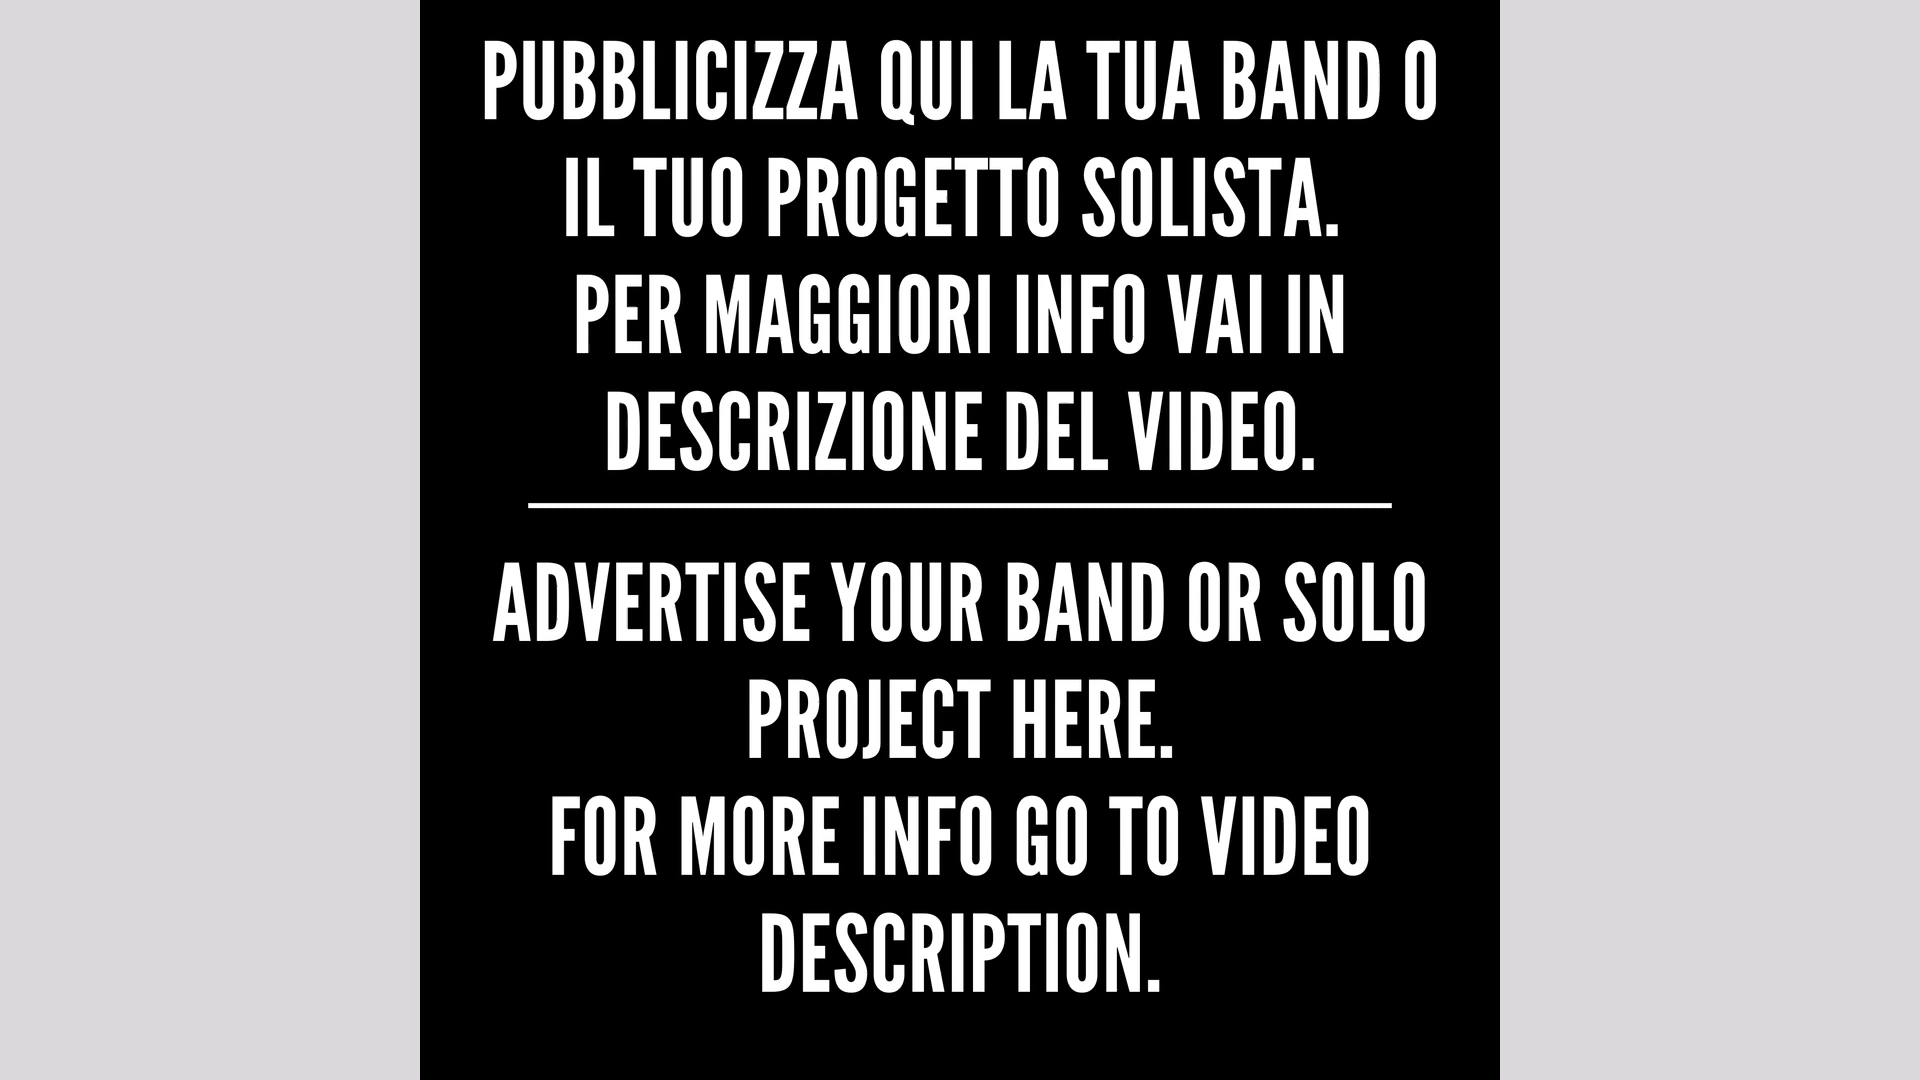 PUBBLICIZZA QUI LA TUA BAND O
IL TUO PROGETTO SOLISTA.
PER MAGGIORI INFO VAI IN
DESCRIZIONE DEL VIDEO.
ADVERTISE YOUR BAND OR SOLO
PROJECT HERE.
FOR MORE INFO GO TO VIDEO
DESCRIPTION.